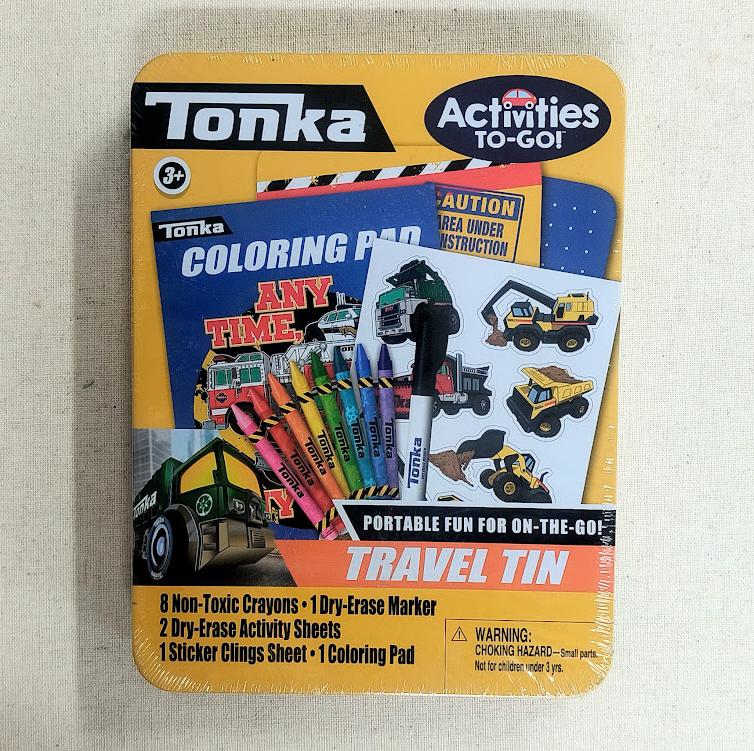 Tonka
Activities
TO-GO!
3+
CAUTION
AREA UNDER
Tonka
COLORING PAD
ANY
TIME,
Tonka
Tonka
Tonka
Tonka
Tonka
Tonka
Tonka
Tonka
PORTABLE FUN FOR ON-THE-GO!
TRAVEL TIN
8 Non-Toxic Crayons • 1 Dry-Erase Marker
2 Dry-Erase Activity Sheets
1 Sticker Clings Sheet • 1 Coloring Pad
⚠ WARNING:
CHOKING HAZARD—Small parts.
Not for children under 3 yrs.